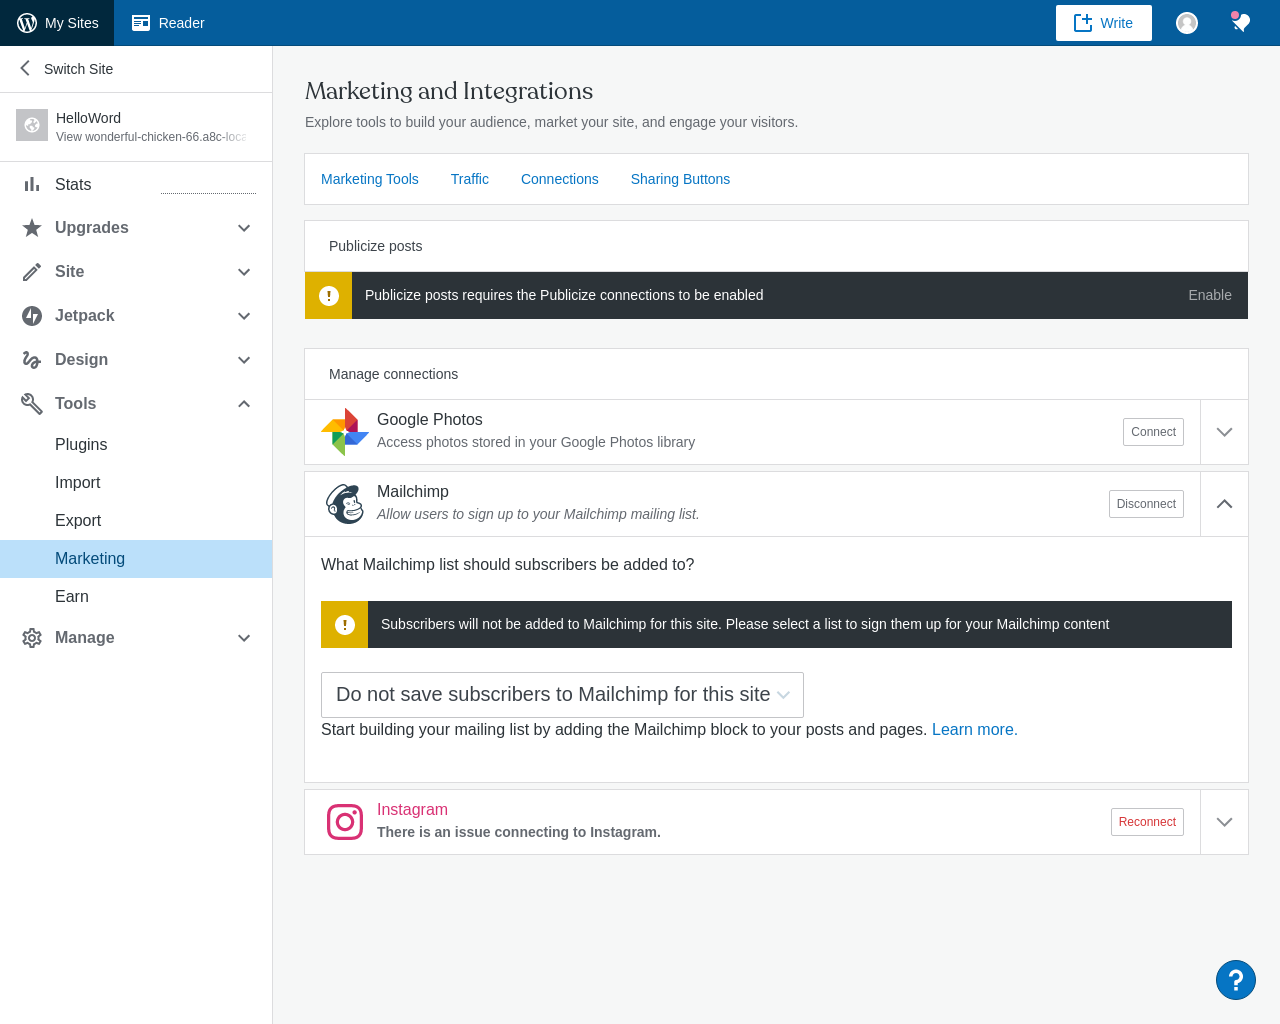 My Sites
Reader
Write
Switch Site
HelloWord
View wonderful-chicken-66.a8c-loca
Stats
Upgrades
Site
Jetpack
Design
Tools
Plugins
Import
Export
Marketing
Earn
Manage
Marketing and Integrations
Explore tools to build your audience, market your site, and engage your visitors.
Marketing Tools Traffic Connections Sharing Buttons
Publicize posts
Publicize posts requires the Publicize connections to be enabled Enable
Manage connections
Google Photos
Access photos stored in your Google Photos library
Connect
Mailchimp
Allow users to sign up to your Mailchimp mailing list.
Disconnect
What Mailchimp list should subscribers be added to?
Subscribers will not be added to Mailchimp for this site. Please select a list to sign them up for your Mailchimp content
Do not save subscribers to Mailchimp for this site
Start building your mailing list by adding the Mailchimp block to your posts and pages. Learn more.
Instagram
There is an issue connecting to Instagram.
Reconnect